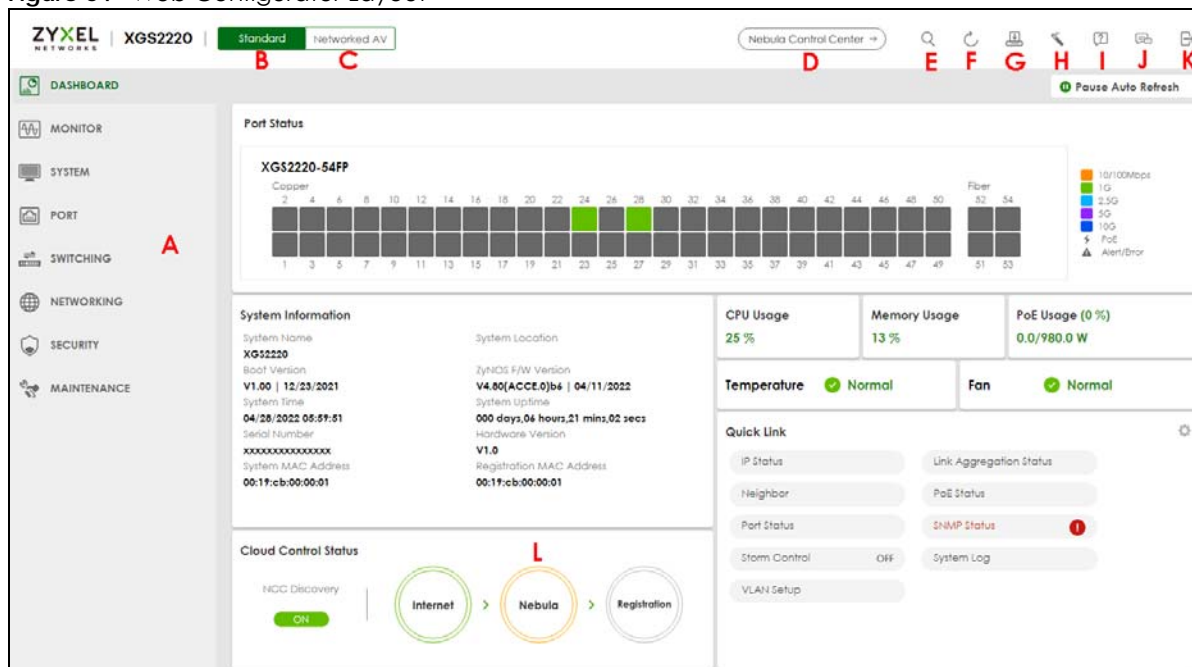 ZYXEL
NETWORKS
XGS2220
Standard
Networked AV
Nebula Control Center →
B
C
D
E
F
G
H
I
J
K
DASHBOARD
Pause Auto Refresh
MONITOR
SYSTEM
PORT
SWITCHING
NETWORKING
SECURITY
MAINTENANCE
A
Port Status
XGS2220-54FP
Copper
Fiber
2 4 6 8 10 12 14 16 18 20 22 24 26 28 30 32 34 36 38 40 42 44 46 48 50 52 54
1 3 5 7 9 11 13 15 17 19 21 23 25 27 29 31 33 35 37 39 41 43 45 47 49 51 53
10/100Mbps
1G
2.5G
5G
10G
PoE
Alert/Error
System Information
System Name
System Location
XGS2220
Boot Version
ZyNOS F/W Version
V1.00 | 12/23/2021
V4.80(ACCE.0)b6 | 04/11/2022
System Time
System Uptime
04/28/2022 05:59:51
000 days,06 hours,21 mins,02 secs
Serial Number
Hardware Version
xxxxxxxxxxxxxxx
V1.0
System MAC Address
Registration MAC Address
00:19:cb:00:00:01
00:19:cb:00:00:01
CPU Usage
25 %
Memory Usage
13 %
PoE Usage (0 %)
0.0/980.0 W
Temperature
Normal
Fan
Normal
Quick Link
IP Status
Link Aggregation Status
Neighbor
PoE Status
Port Status
SNMP Status
Storm Control OFF
System Log
VLAN Setup
Cloud Control Status
L
NCC Discovery
ON
Internet > Nebula > Registration